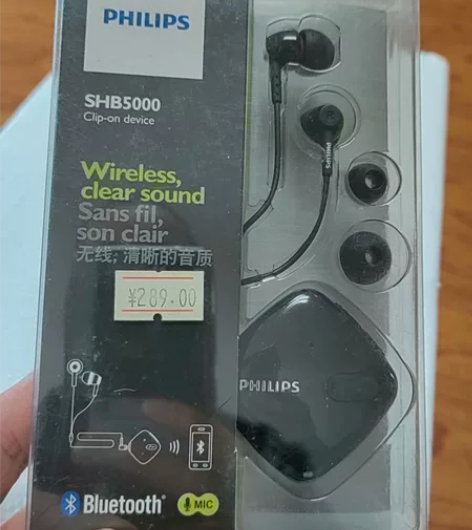 PHILIPS
SHB5000
Clip-on device
Wireless,
clear sound
Sans fil,
son clair
无线, 清晰的音质
¥289.00
PHILIPS
PHILIPS
Bluetooth®
MIC